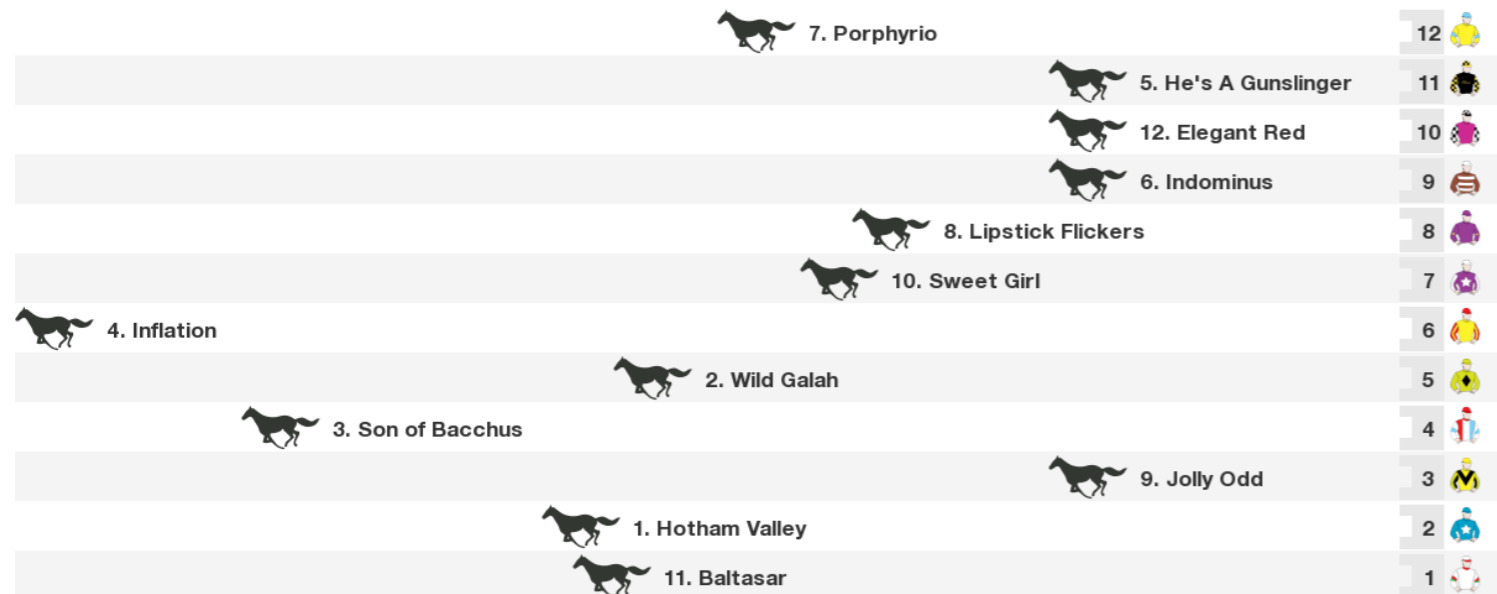 7. Porphyrio 12
5. He's A Gunslinger 11
12. Elegant Red 10
6. Indominus 9
8. Lipstick Flickers 8
10. Sweet Girl 7
4. Inflation 6
2. Wild Galah 5
3. Son of Bacchus 4
9. Jolly Odd 3
1. Hotham Valley 2
11. Baltasar 1